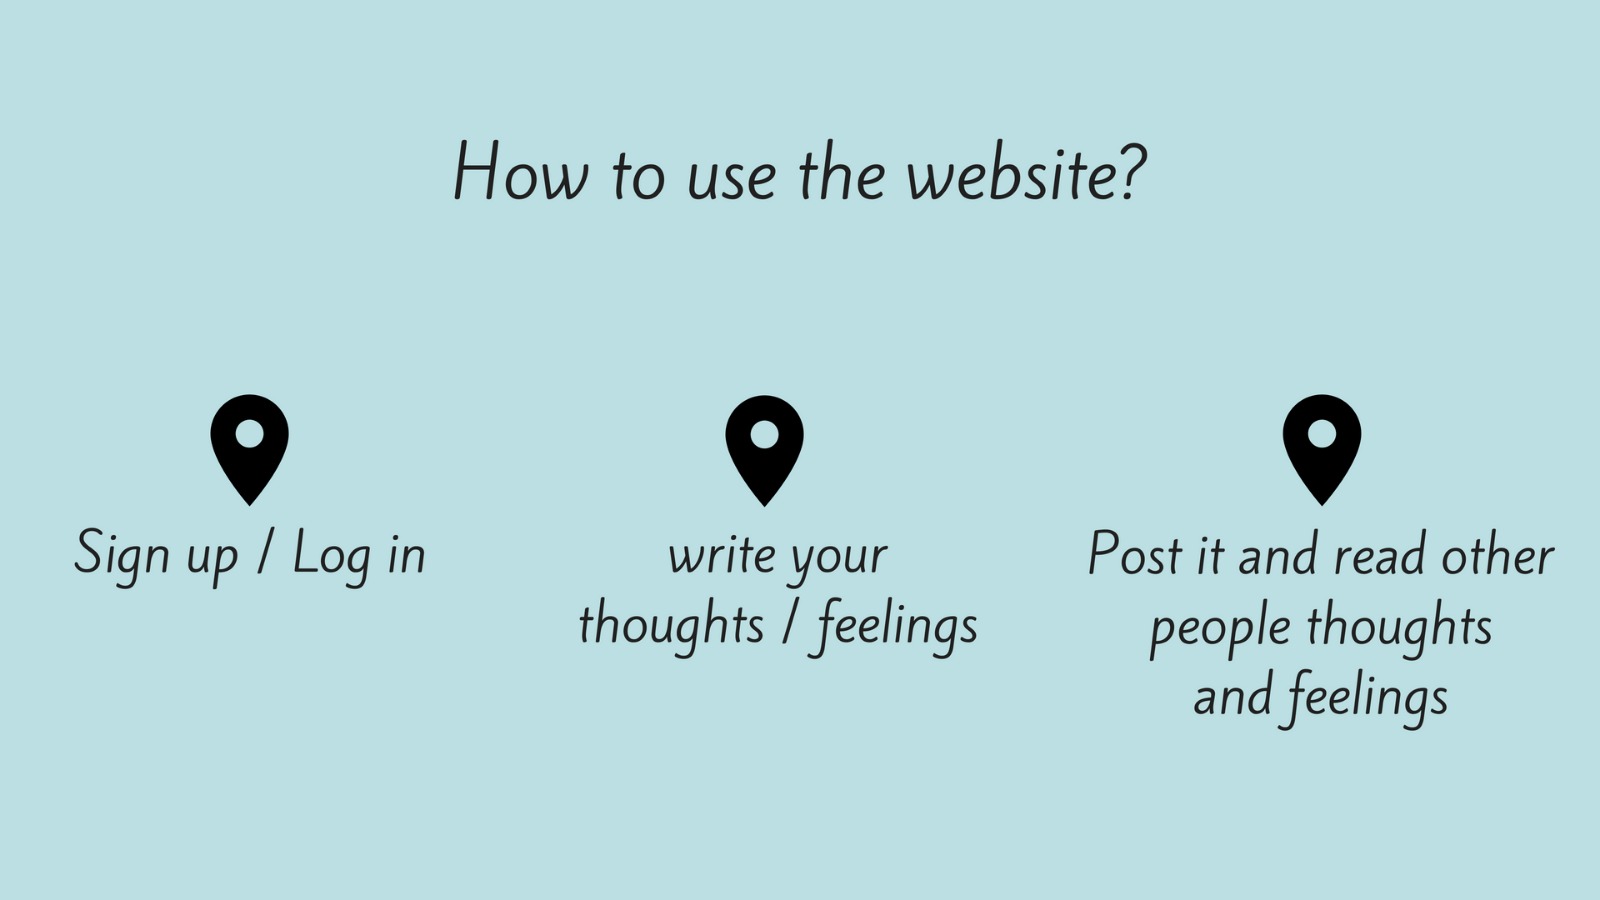 How to use the website?
Sign up / Log in
write your
thoughts / feelings
Post it and read other
people thoughts
and feelings